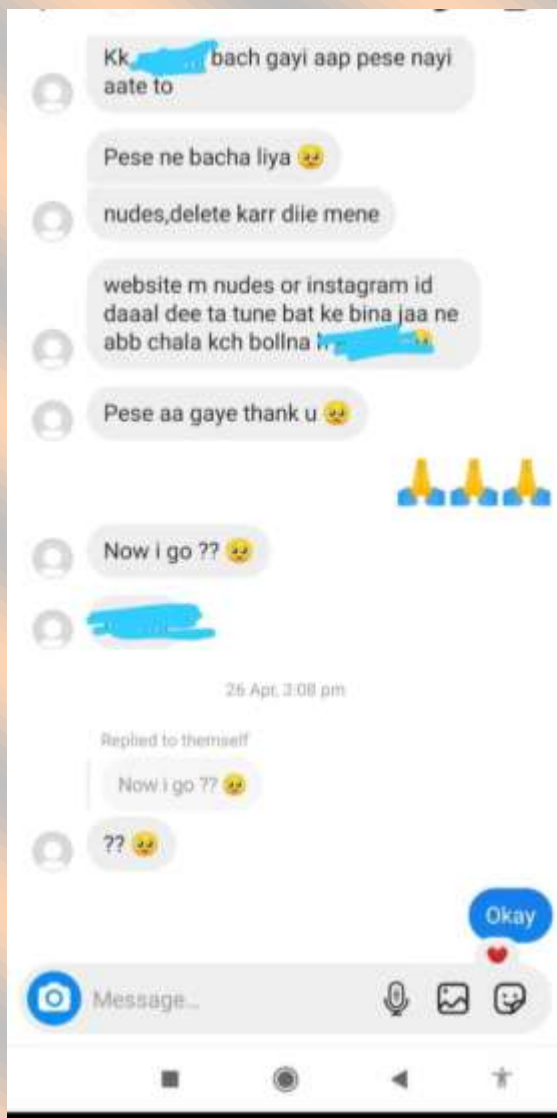 Kk bach gayi aap pese nayi
aate to
Pese ne bacha liya 🥺
nudes,delete karr diie mene
website m nudes or instagram id
daaal dee ta tune bat ke bina jaa ne
abb chala kch bollna
Pese aa gaye thank u 🥺
🙏🙏🙏
Now i go ?? 🥺
26 Apr, 3:08 pm
Replied to themself
Now i go ?? 🥺
?? 🥺
Okay
Message...